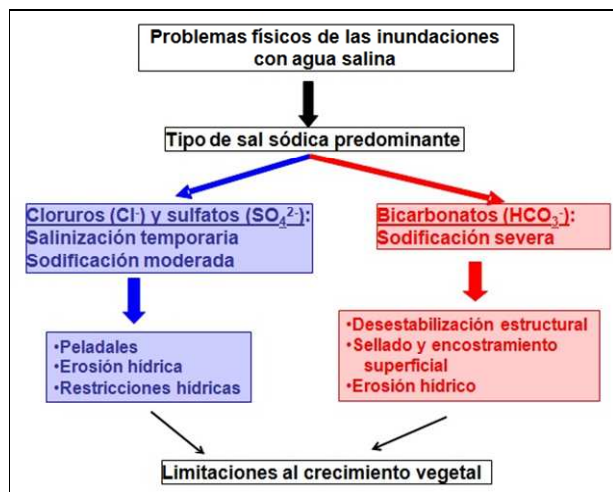 Problemas físicos de las inundaciones
con agua salina
Tipo de sal sódica predominante
Cloruros (Cl-) y sulfatos (SO₄²⁻):
Salinización temporaria
Sodificación moderada
Bicarbonatos (HCO₃⁻):
Sodificación severa
•Peladales
•Erosión hídrica
•Restricciones hídricas
•Desestabilización estructural
•Sellado y encostramiento
superficial
•Erosión hídrico
Limitaciones al crecimiento vegetal